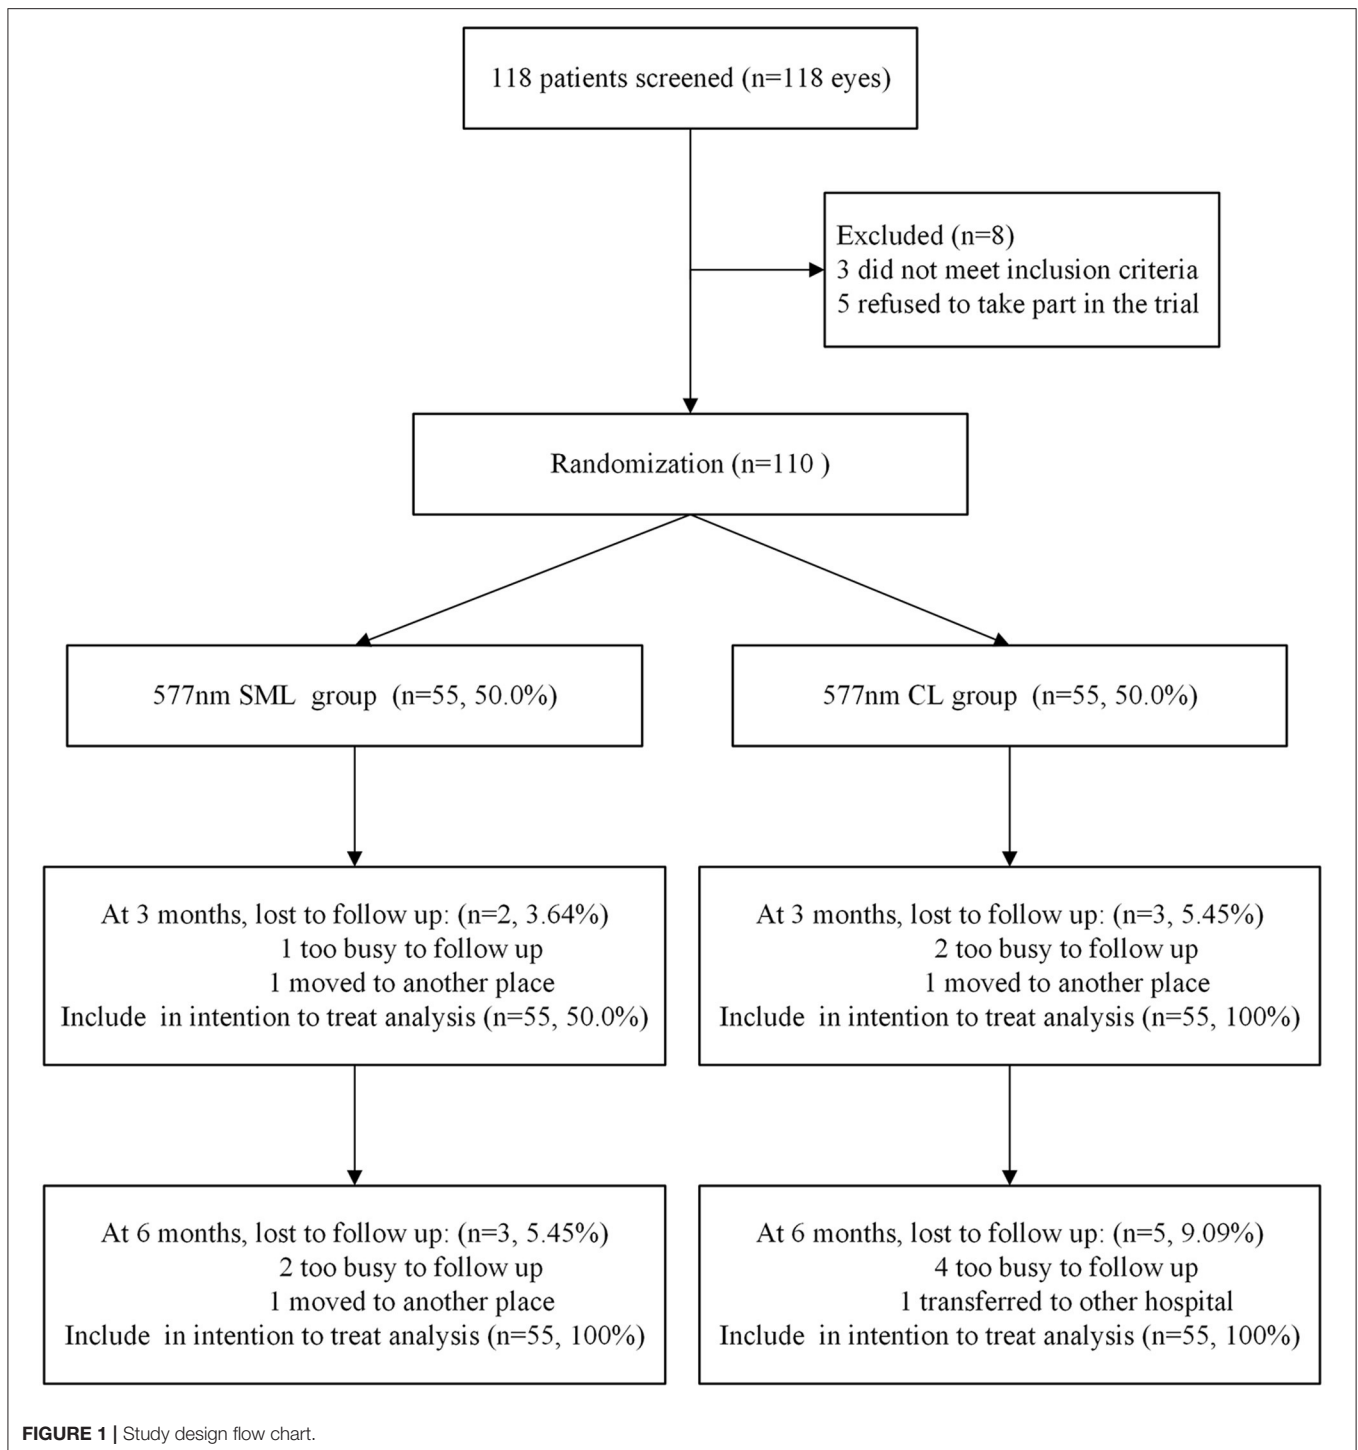 118 patients screened (n=118 eyes)
Excluded (n=8)
3 did not meet inclusion criteria
5 refused to take part in the trial
Randomization (n=110 )
577nm SML  group  (n=55, 50.0%)
577nm CL group  (n=55, 50.0%)
At 3 months, lost to follow up: (n=2, 3.64%)
1 too busy to follow up
1 moved to another place
Include  in intention to treat analysis (n=55, 50.0%)
At 3 months, lost to follow up: (n=3, 5.45%)
2 too busy to follow up
1 moved to another place
Include  in intention to treat analysis (n=55, 100%)
At 6 months, lost to follow up: (n=3, 5.45%)
2 too busy to follow up
1 moved to another place
Include  in intention to treat analysis (n=55, 100%)
At 6 months, lost to follow up: (n=5, 9.09%)
4 too busy to follow up
1 transferred to other hospital
Include  in intention to treat analysis (n=55, 100%)
FIGURE 1 | Study design flow chart.